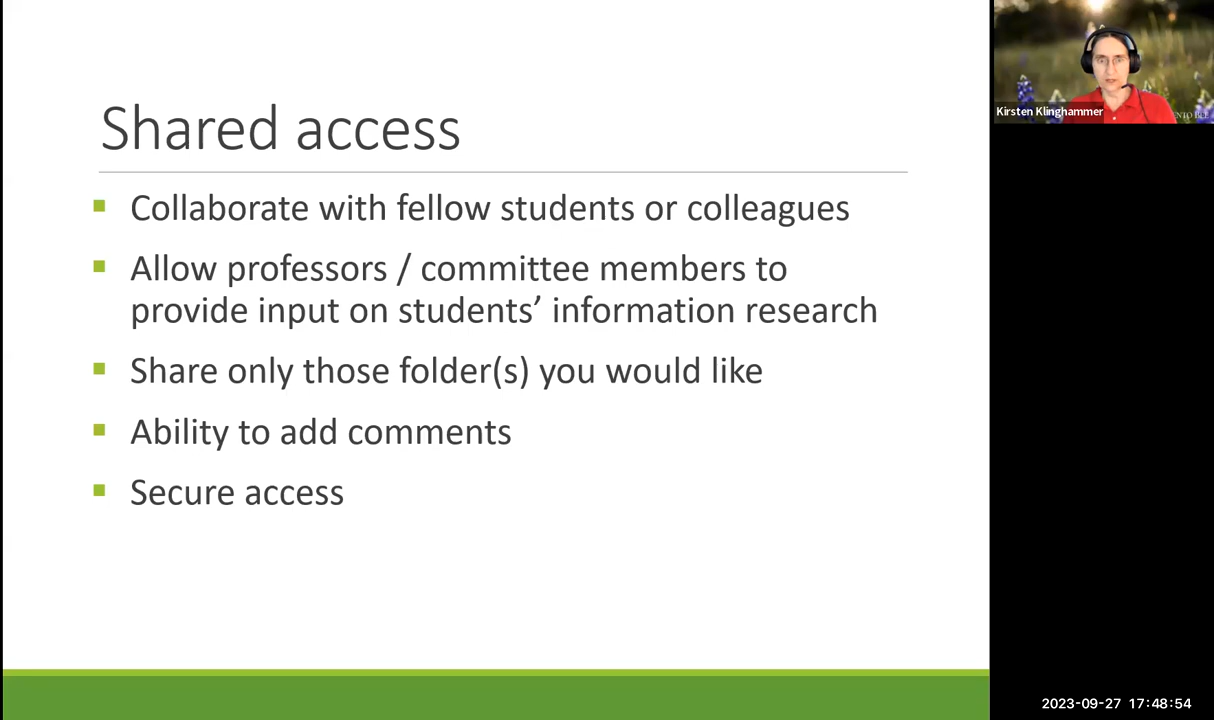 Shared access
Collaborate with fellow students or colleagues
Allow professors / committee members to
provide input on students’ information research
Share only those folder(s) you would like
Ability to add comments
Secure access
Kirsten Klinghammer
2023-09-27 17:48:54